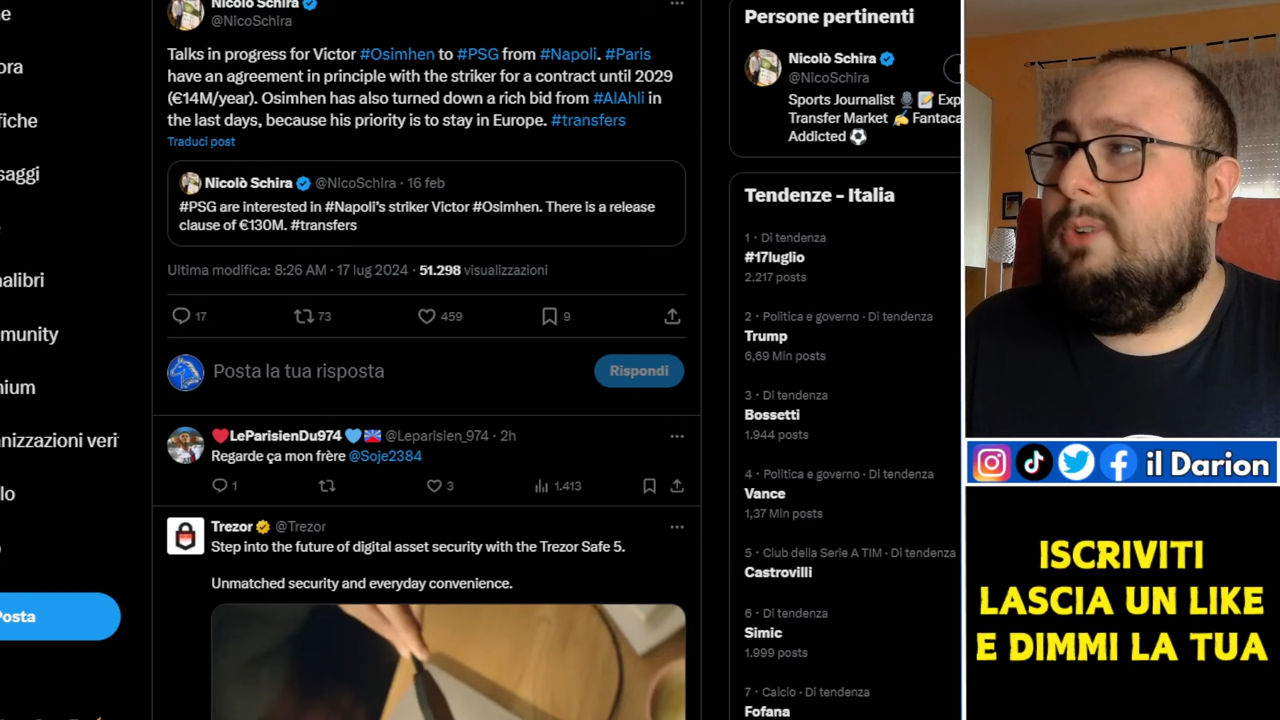 ne
ora
fiche
saggi
nalibri
nmunity
nium
anizzazioni verif
lo
Posta
Nicolò Schira
@NicoSchira
Talks in progress for Victor #Osimhen to #PSG from #Napoli. #Paris
have an agreement in principle with the striker for a contract until 2029
(€14M/year). Osimhen has also turned down a rich bid from #AlAhli in
the last days, because his priority is to stay in Europe. #transfers
Traduci post
Nicolò Schira @NicoSchira · 16 feb
#PSG are interested in #Napoli's striker Victor #Osimhen. There is a release
clause of €130M. #transfers
Ultima modifica: 8:26 AM · 17 lug 2024 · 51.298 visualizzazioni
17 73 459 9
Posta la tua risposta
Rispondi
LeParisienDu974 @Leparisien_974 · 2h
Regarde ça mon frère @Soje2384
1 3 1.413
Trezor @Trezor
Step into the future of digital asset security with the Trezor Safe 5.
Unmatched security and everyday convenience.
Persone pertinenti
Nicolò Schira
@NicoSchira
Sports Journalist Exp
Transfer Market Fantaca
Addicted
Tendenze – Italia
1 · Di tendenza
#17luglio
2.217 posts
2 · Politica e governo · Di tendenza
Trump
6,69 Mln posts
3 · Di tendenza
Bossetti
1.944 posts
4 · Politica e governo · Di tendenza
Vance
1,37 Mln posts
5 · Club della Serie A TIM · Di tendenza
Castrovilli
6 · Di tendenza
Simic
1.999 posts
7 · Calcio · Di tendenza
Fofana
il Darion
ISCRIVITI
LASCIA UN LIKE
E DIMMI LA TUA